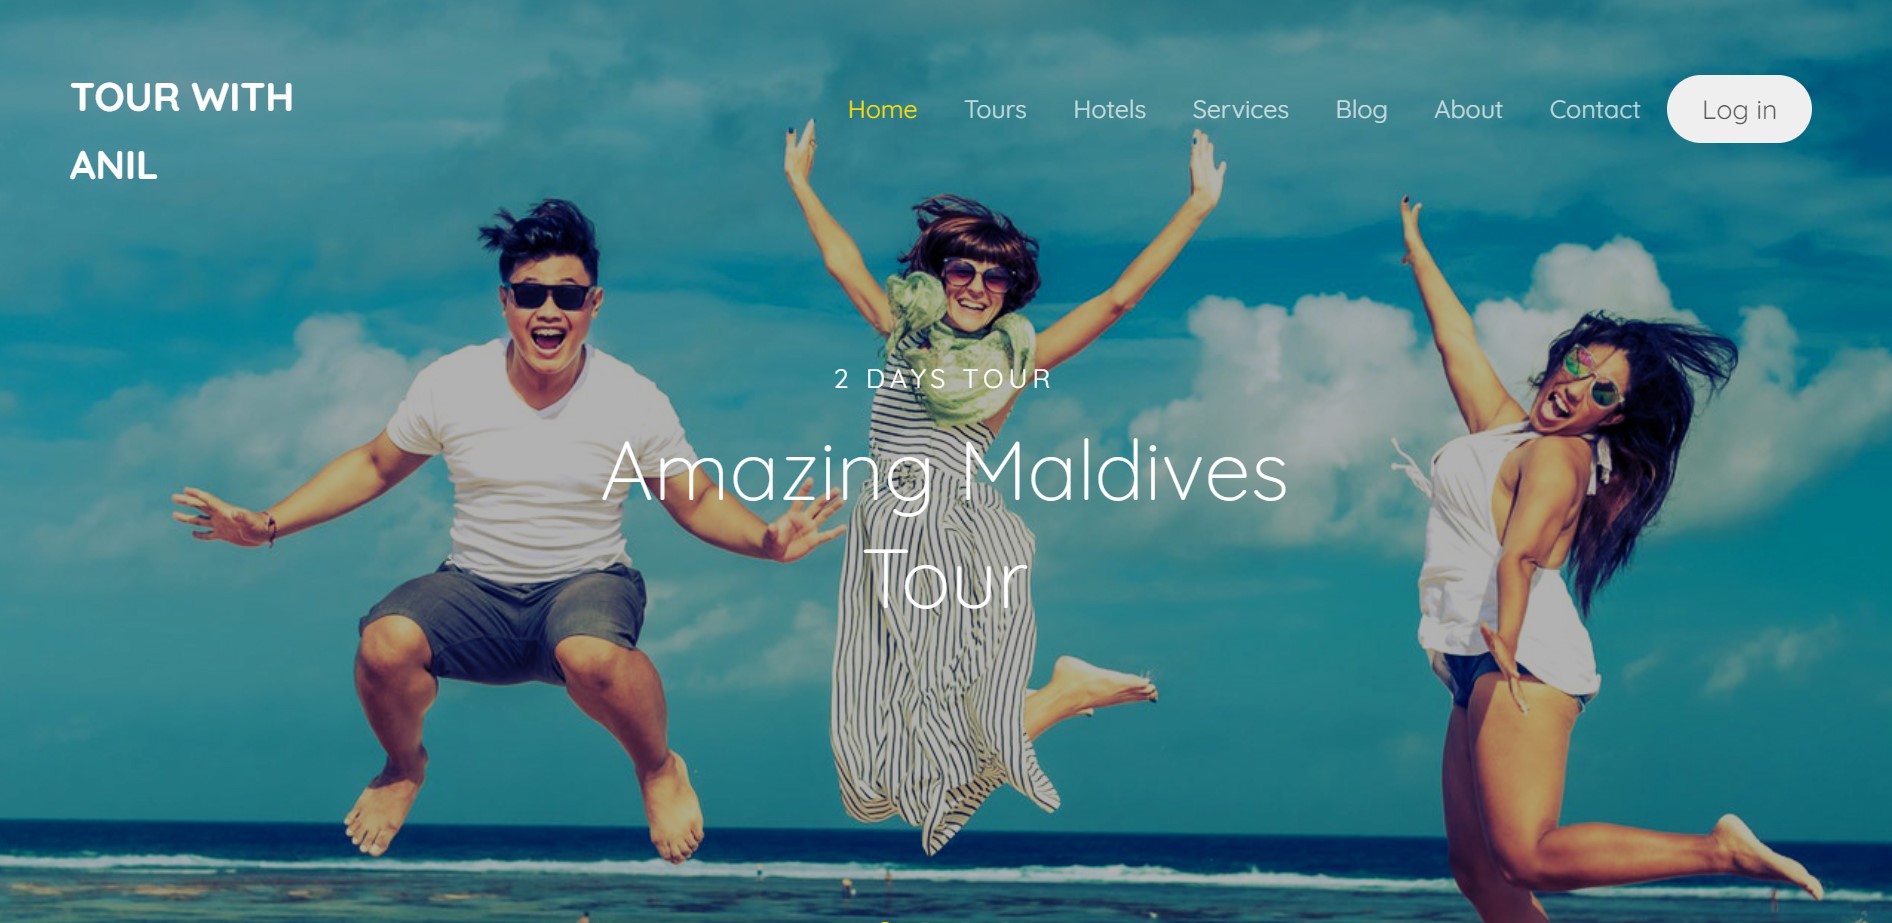 TOUR WITH
ANIL
Home Tours Hotels Services Blog About Contact Log in
2 DAYS TOUR
Amazing Maldives
Tour